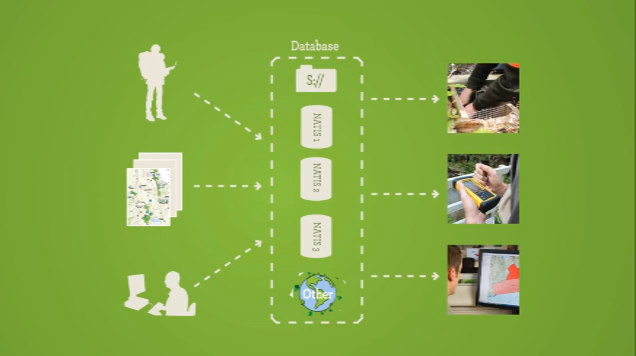 Database
S://
NATIS 1
NATIS 2
NATIS 3
Other